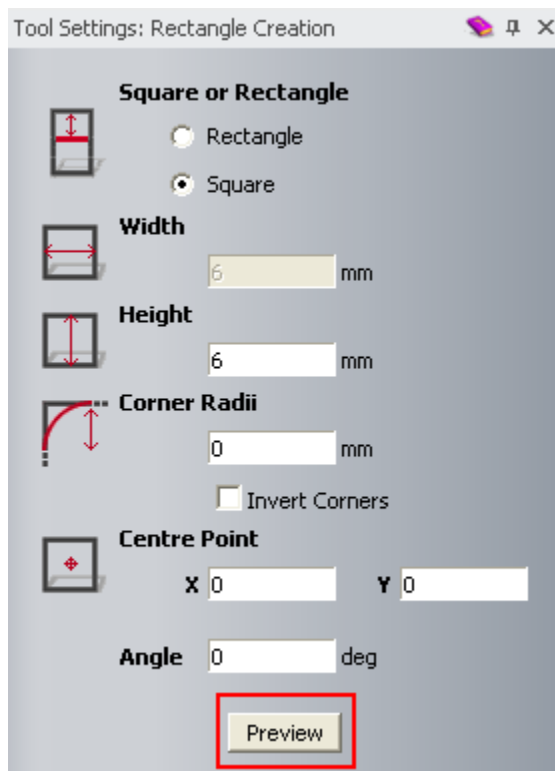 Tool Settings: Rectangle Creation
Square or Rectangle
Rectangle
Square
Width
6 mm
Height
6 mm
Corner Radii
0 mm
Invert Corners
Centre Point
X 0 Y 0
Angle 0 deg
Preview